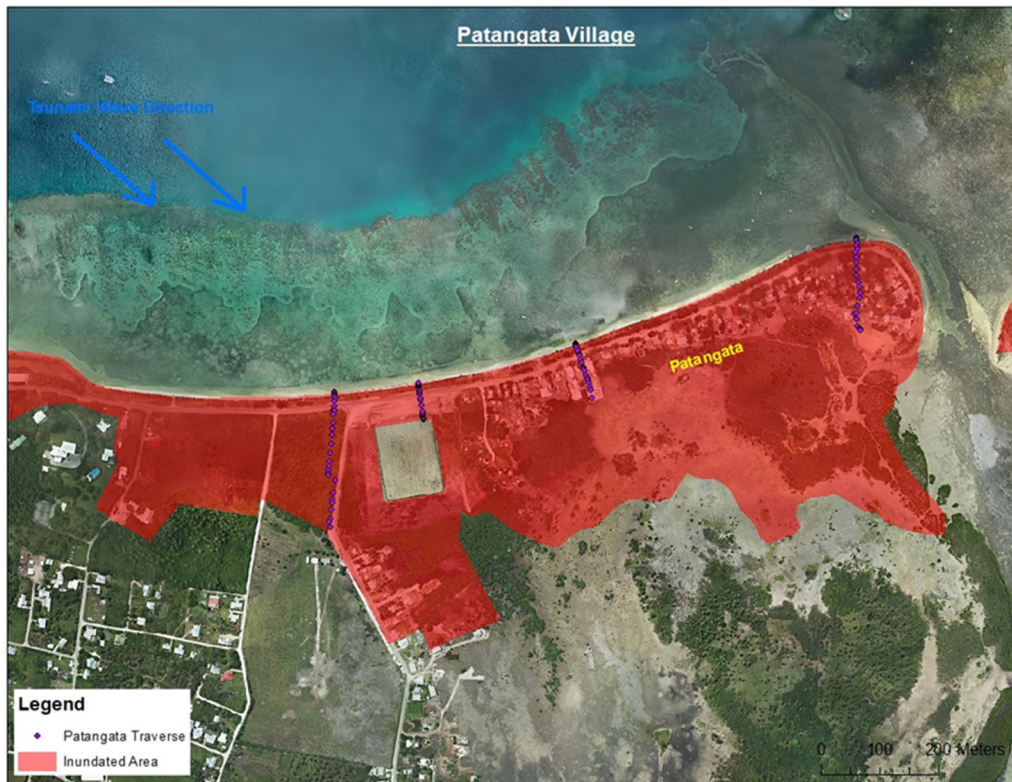 Patangata Village
Tsunami Wave Direction
Patangata
Legend
Patangata Traverse
Inundated Area
0 100 200 Meters